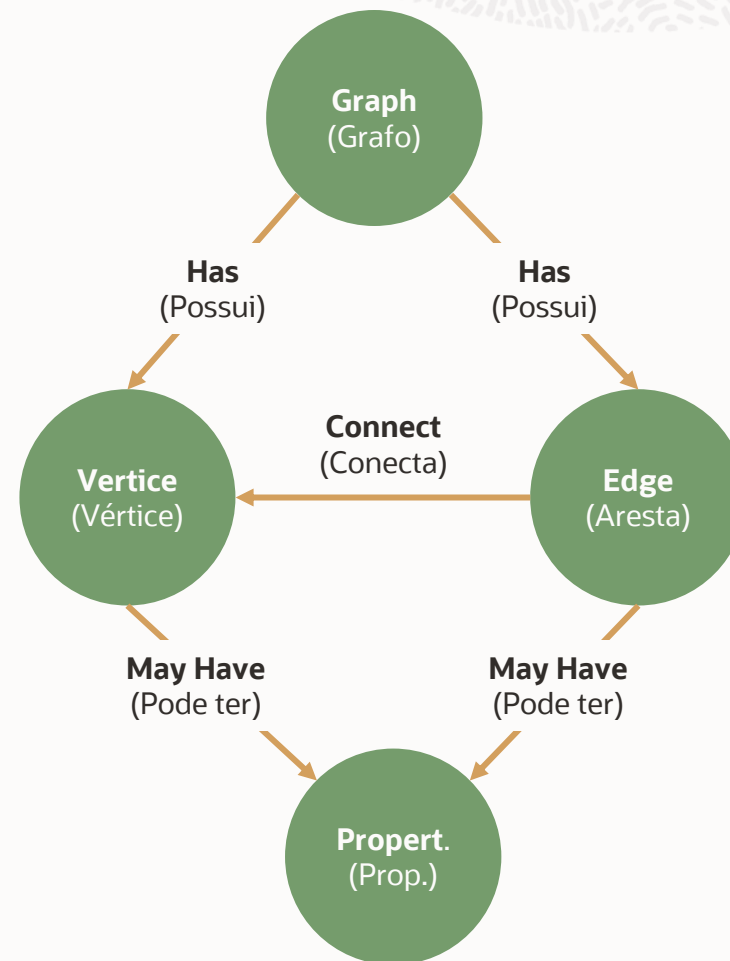 Graph
(Grafo)
Has
(Possui)
Has
(Possui)
Connect
(Conecta)
Vertice
(Vértice)
Edge
(Aresta)
May Have
(Pode ter)
May Have
(Pode ter)
Propert.
(Prop.)